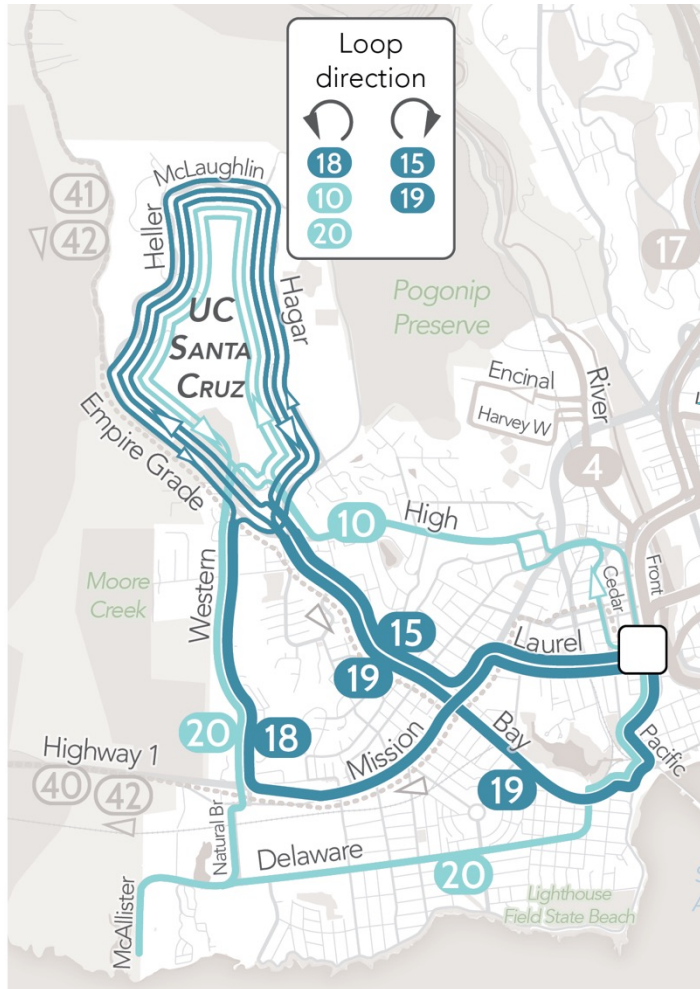 Loop
direction
18
15
10
19
20
McLaughlin
41
42
Heller
Hagar
17
UC
SANTA
CRUZ
Pogonip
Preserve
Encinal
River
Harvey W
Empire Grade
4
10
High
Moore
Creek
Western
Cedar
Front
15
Laurel
19
20
18
Mission
Bay
Pacific
Highway 1
40
42
19
Natural Br
Delaware
20
McAllister
Lighthouse
Field State Beach